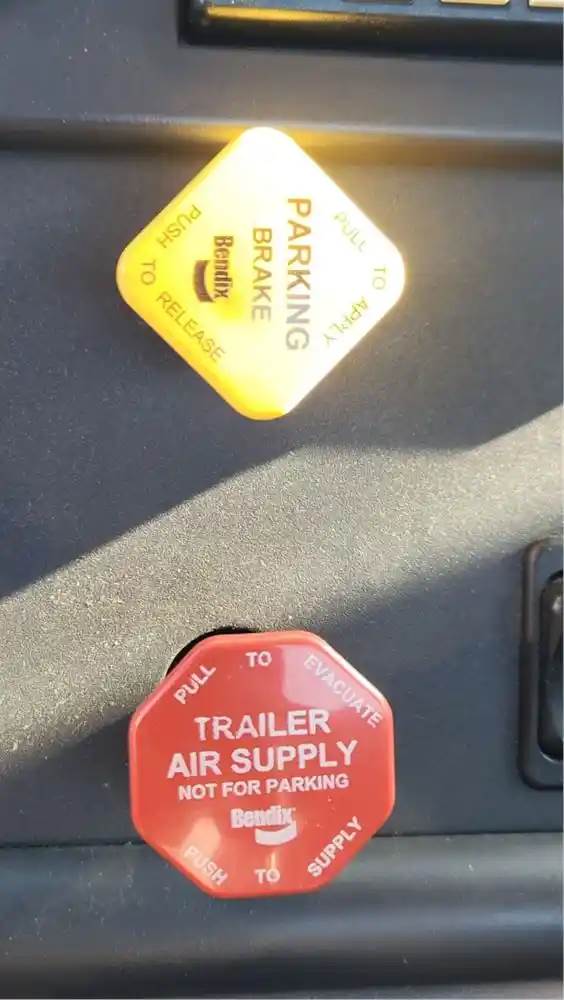 PULL TO APPLY
PARKING
BRAKE
Bendix
PUSH TO RELEASE
PULL TO EVACUATE
TRAILER
AIR SUPPLY
NOT FOR PARKING
Bendix
PUSH TO SUPPLY